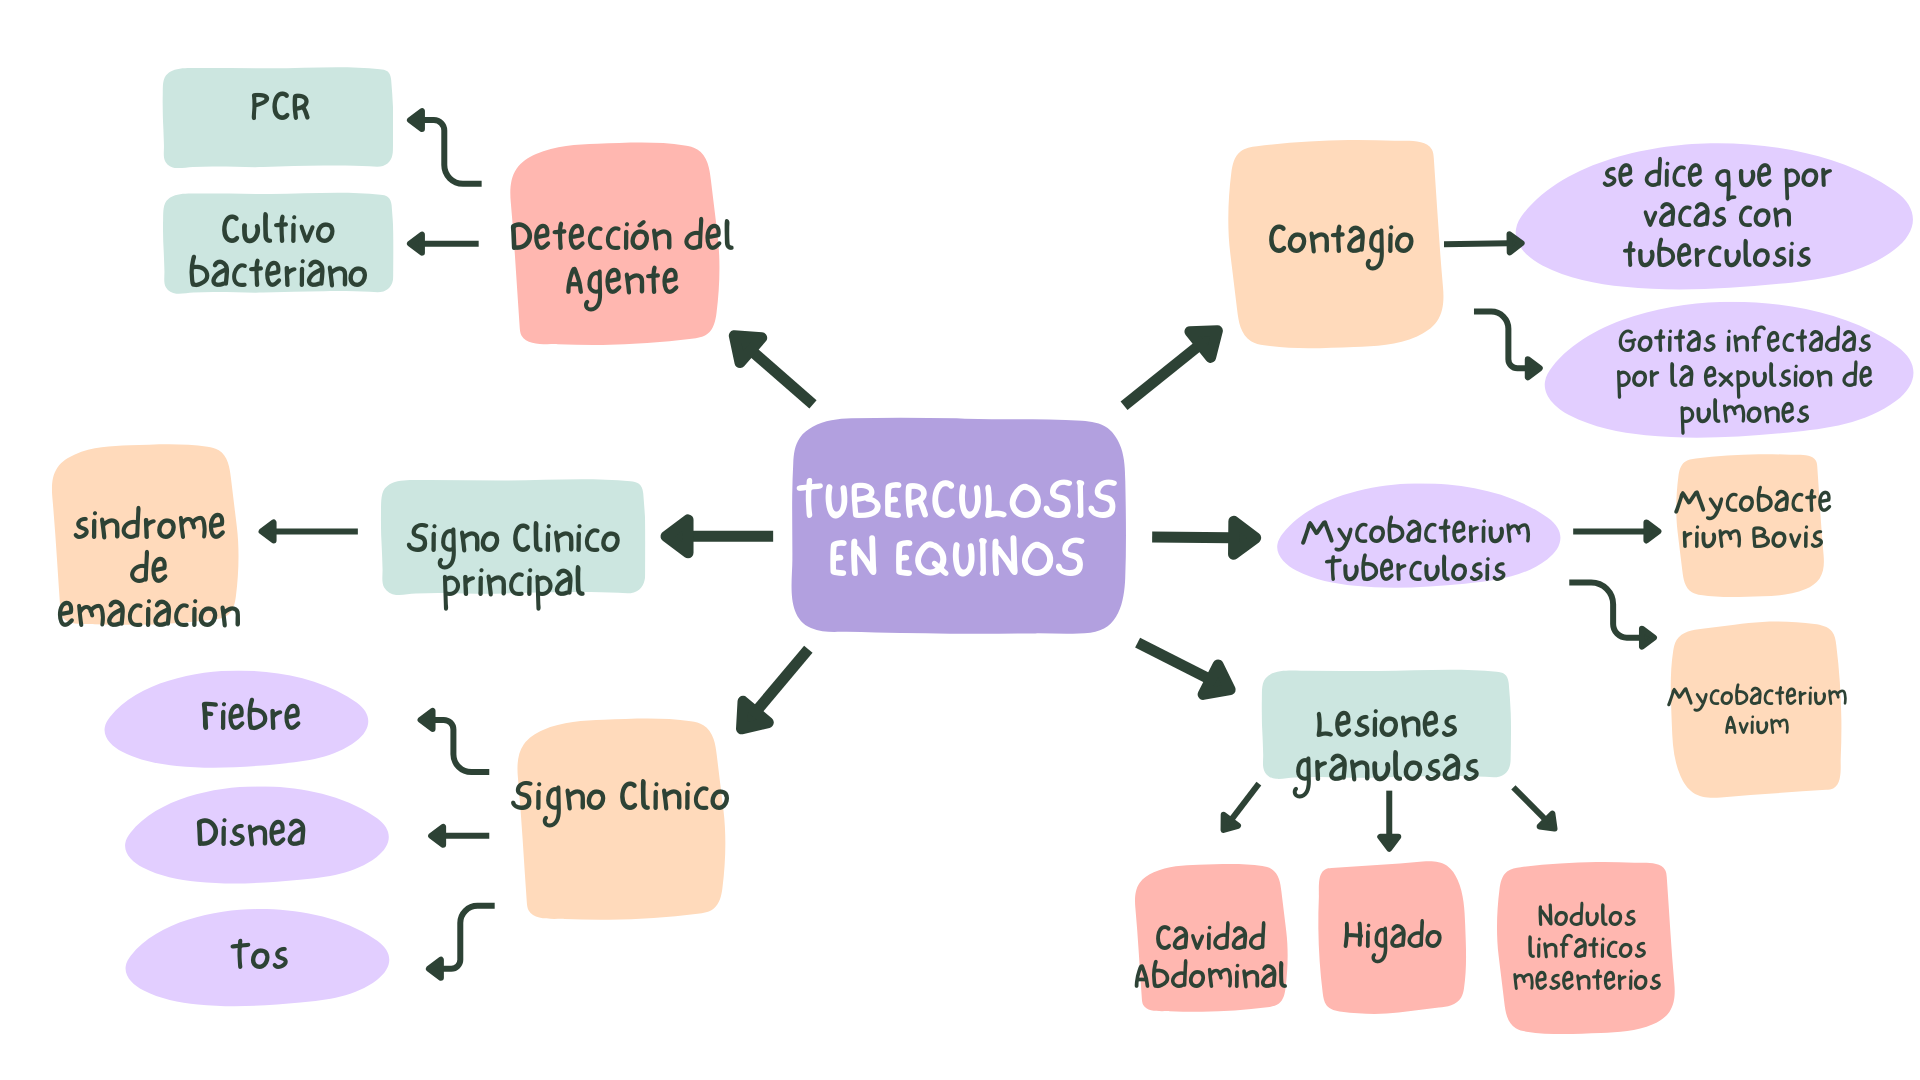 PCR
Cultivo
bacteriano
Detección del
Agente
Contagio
se dice que por
vacas con
tuberculosis
Gotitas infectadas
por la expulsion de
pulmones
TUBERCULOSIS
EN EQUINOS
sindrome
de
emaciacion
Signo Clinico
principal
Mycobacterium
tuberculosis
Mycobacte
rium Bovis
Mycobacterium
Avium
Fiebre
Disnea
Tos
Signo Clinico
Lesiones
granulosas
Cavidad
Abdominal
Higado
Nodulos
linfaticos
mesenterios